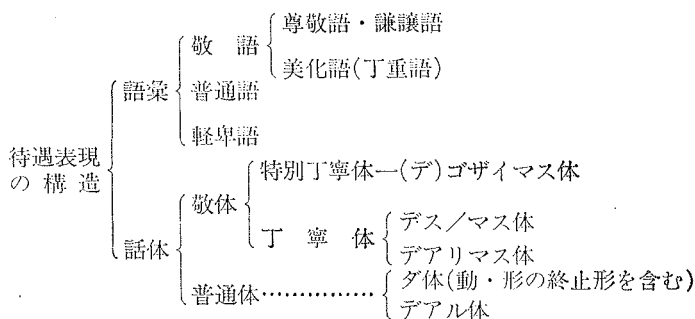 尊敬語・謙譲語
敬　語
美化語(丁重語)
語彙
普通語
軽卑語
待遇表現
の構造
特別丁寧体―(デ)ゴザイマス体
敬体
デス／マス体
丁　寧　体
デアリマス体
話体
ダ体(動・形の終止形を含む)
普通体……………
デアル体